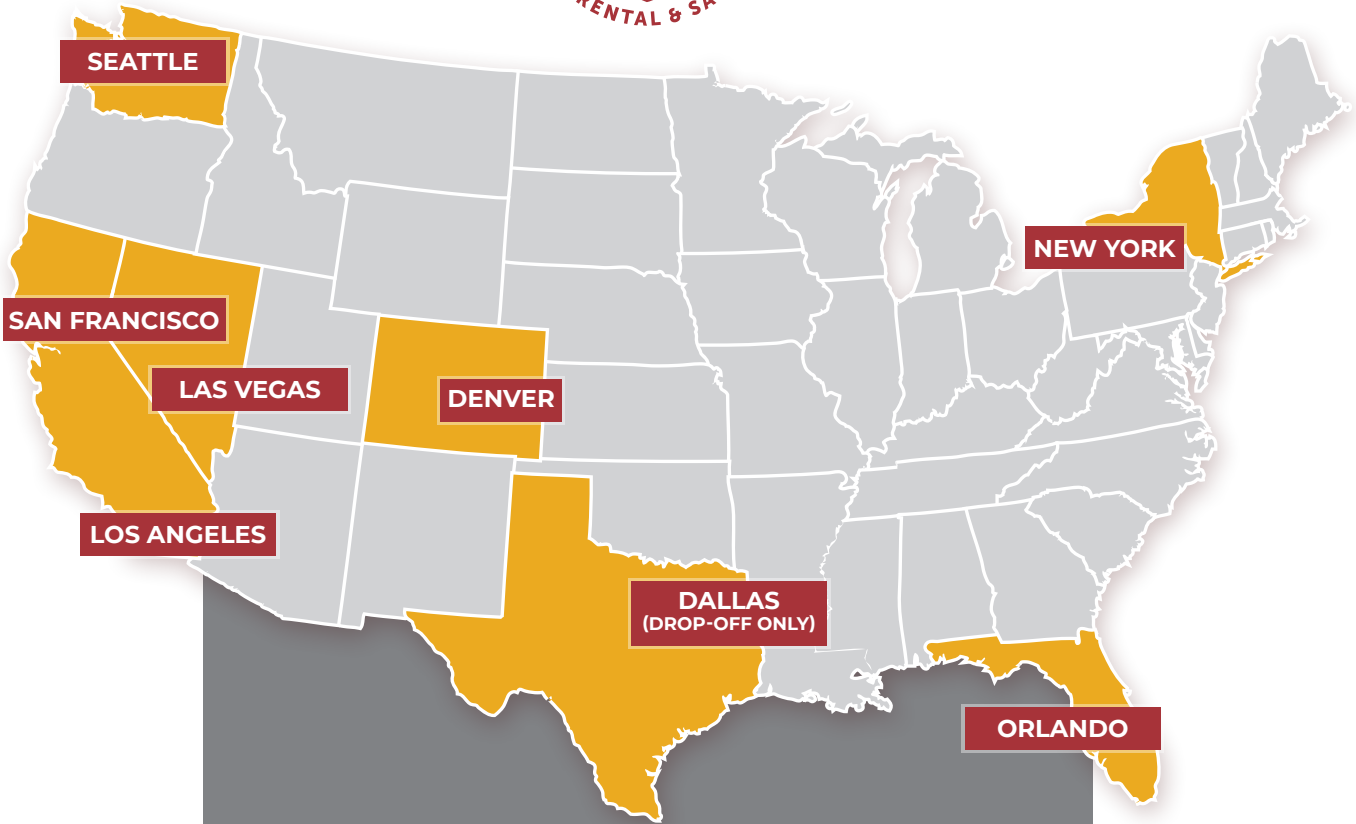 RENTAL & SA
SEATTLE
NEW YORK
SAN FRANCISCO
LAS VEGAS
DENVER
LOS ANGELES
DALLAS
(DROP-OFF ONLY)
ORLANDO